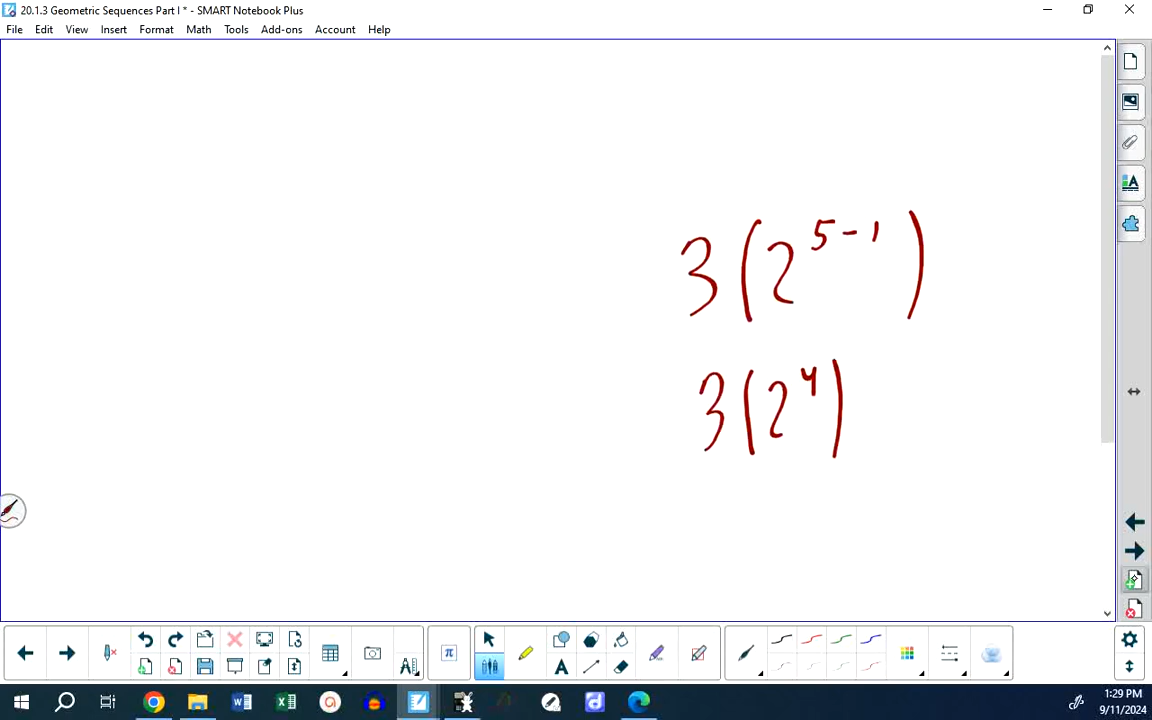 20.1.3 Geometric Sequences Part I * - SMART Notebook Plus
File Edit View Insert Format Math Tools Add-ons Account Help
3(2^{5-1})
3(2^4)
1:29 PM
9/11/2024